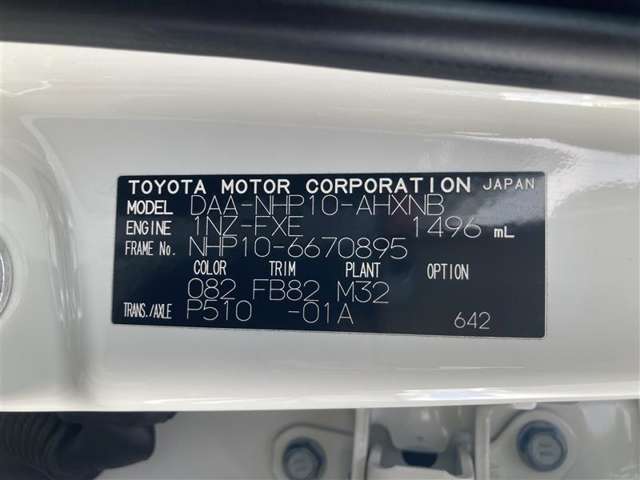 TOYOTA MOTOR CORPORATION JAPAN
MODEL DAA-NHP10-AHXNB
ENGINE 1NZ-FXE 1496 mL
FRAME No. NHP10-6670895
COLOR TRIM PLANT OPTION
082 FB82 M32
TRANS./AXLE P510 -01A 642